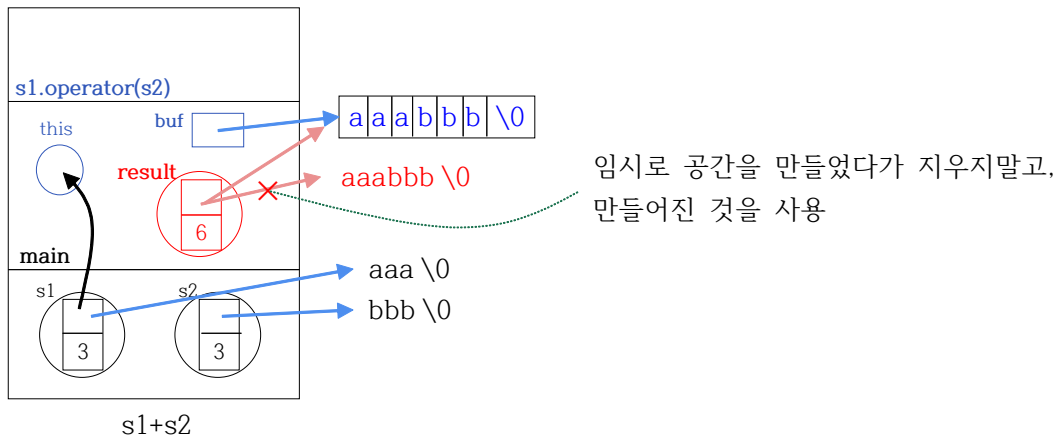 s1.operator(s2)
this
buf
a a a b b b \0
result
aaabbb \0
6
임시로 공간을 만들었다가 지우지말고,
만들어진 것을 사용
main
s1
s2
aaa \0
bbb \0
3
3
s1+s2